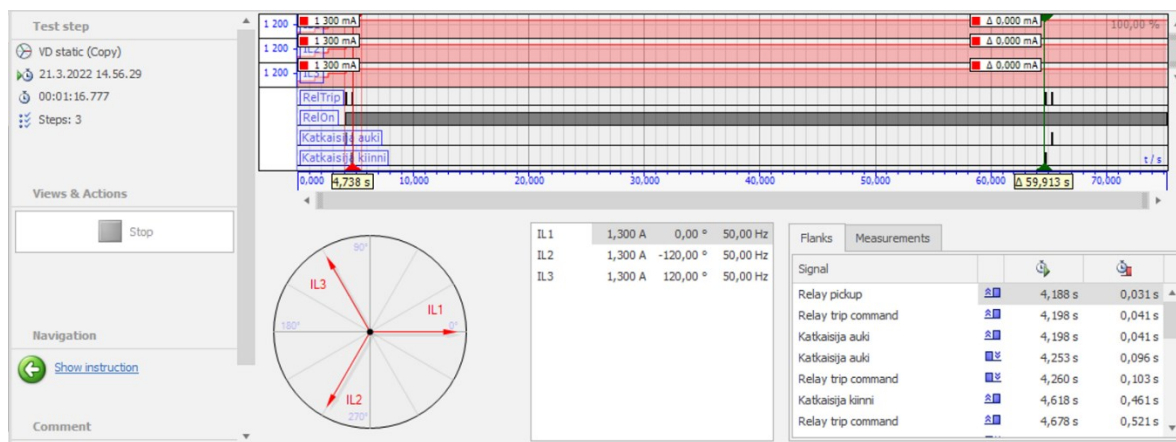 Test step
VD static (Copy)
21.3.2022 14.56.29
00:01:16.777
Steps: 3
Views & Actions
Stop
Navigation
Show instruction
Comment
1 200
1 300 mA
Δ 0.000 mA
100,00 %
1 200
1 300 mA
IL2
Δ 0.000 mA
1 200
1 300 mA
IL3
Δ 0.000 mA
RelTrip
RelOn
Katkaisija auki
Katkaisija kiinni
t / s
0,000 4,738 s 10,000 20,000 30,000 40,000 50,000 60,000 Δ 59,913 s 70,000
90°
IL3
IL1
180°
0°
IL2
270°
IL1 1,300 A 0,00 ° 50,00 Hz
IL2 1,300 A -120,00 ° 50,00 Hz
IL3 1,300 A 120,00 ° 50,00 Hz
Flanks Measurements
Signal
Relay pickup 4,188 s 0,031 s
Relay trip command 4,198 s 0,041 s
Katkaisija auki 4,198 s 0,041 s
Katkaisija auki 4,253 s 0,096 s
Relay trip command 4,260 s 0,103 s
Katkaisija kiinni 4,618 s 0,461 s
Relay trip command 4,678 s 0,521 s